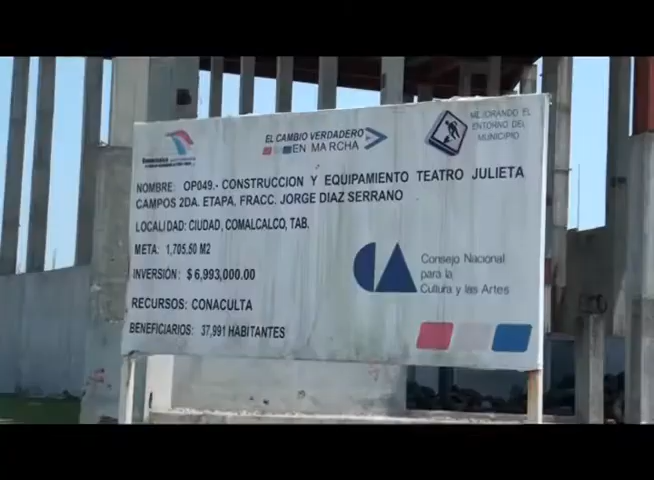 EL CAMBIO VERDADERO
EN MARCHA
MEJORANDO EL
ENTORNO DEL
MUNICIPIO
Comalcalco
NOMBRE: OP049.- CONSTRUCCION Y EQUIPAMIENTO TEATRO JULIETA
CAMPOS 2DA. ETAPA. FRACC. JORGE DIAZ SERRANO
LOCALIDAD: CIUDAD, COMALCALCO, TAB.
META: 1,705.50 M2
INVERSIÓN: $ 6,993,000.00
RECURSOS: CONACULTA
BENEFICIARIOS: 37,991 HABITANTES
Consejo Nacional
para la
Cultura y las Artes